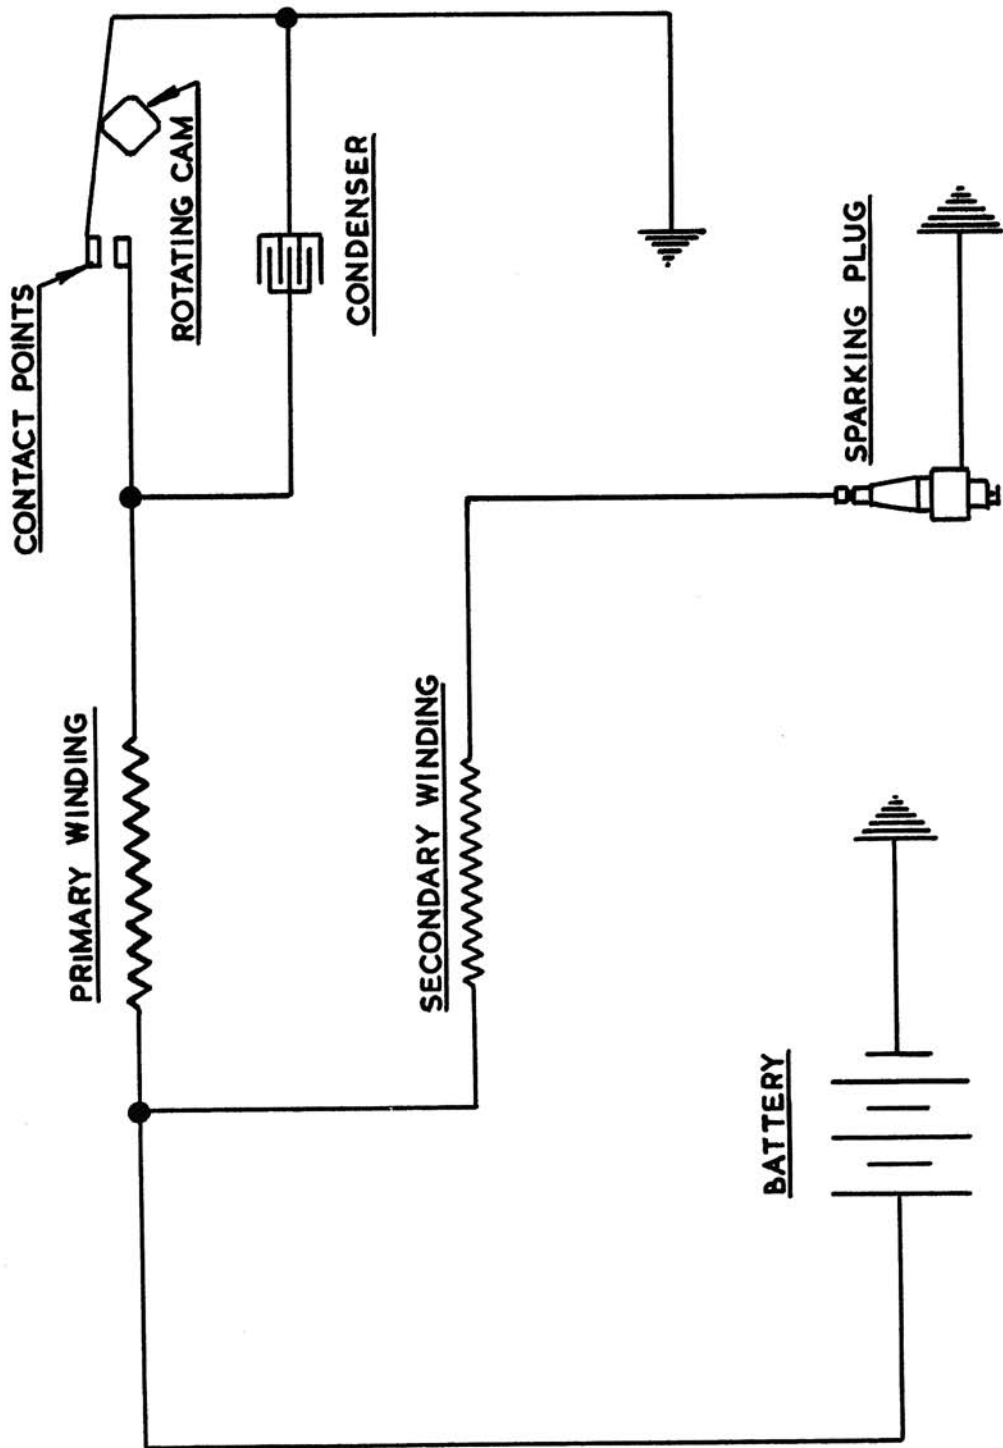 CONTACT POINTS
ROTATING CAM
CONDENSER
PRIMARY WINDING
SECONDARY WINDING
SPARKING PLUG
BATTERY